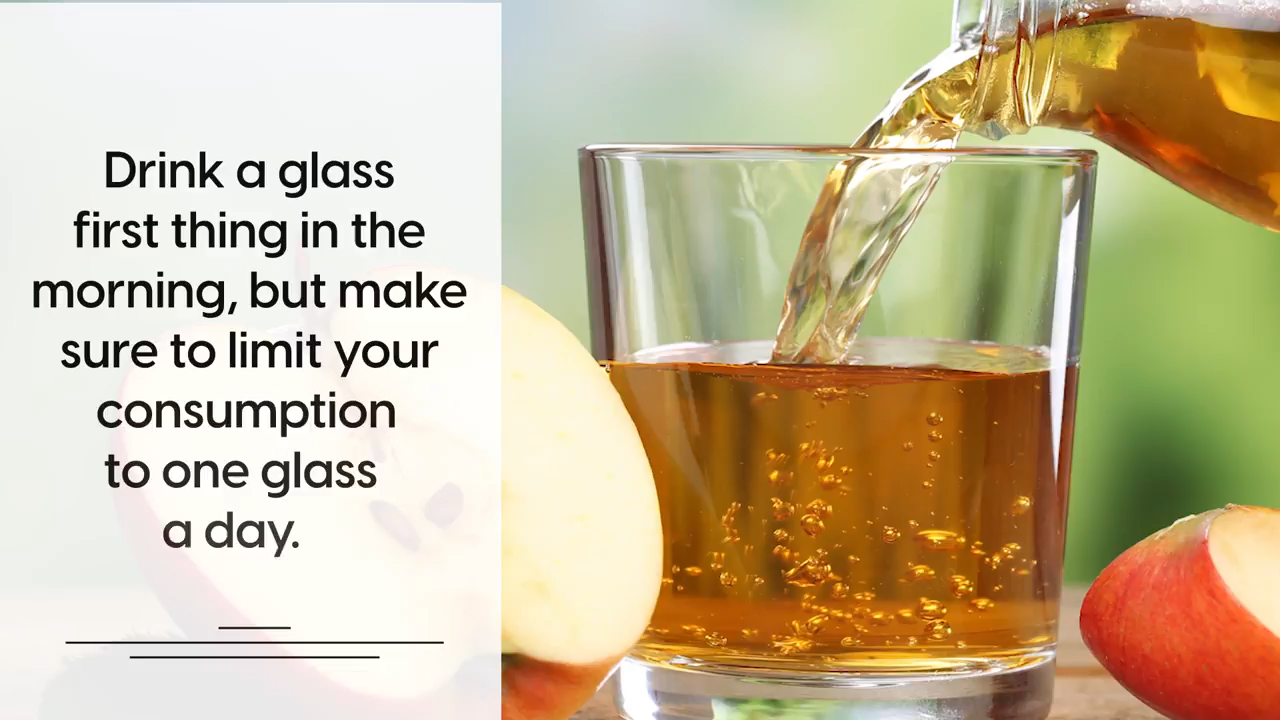 Drink a glass
first thing in the
morning, but make
sure to limit your
consumption
to one glass
a day.